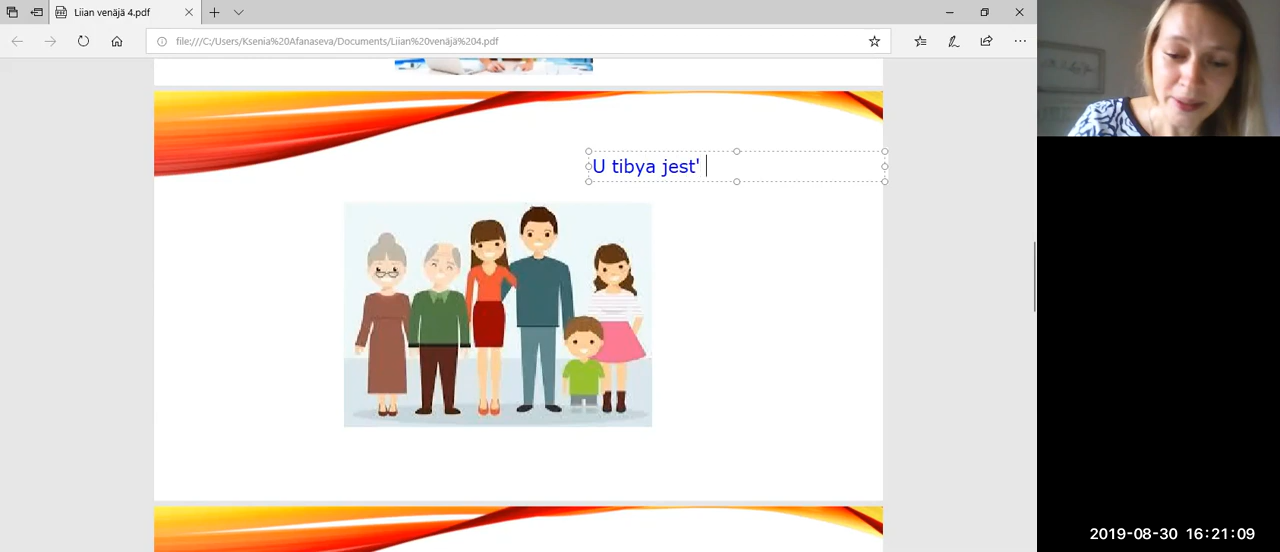 Liian venäjä 4.pdf
file:///C:/Users/Ksenia%20Afanaseva/Documents/Liian%20venäjä%204.pdf
U tibya jest'
2019-08-30 16:21:09